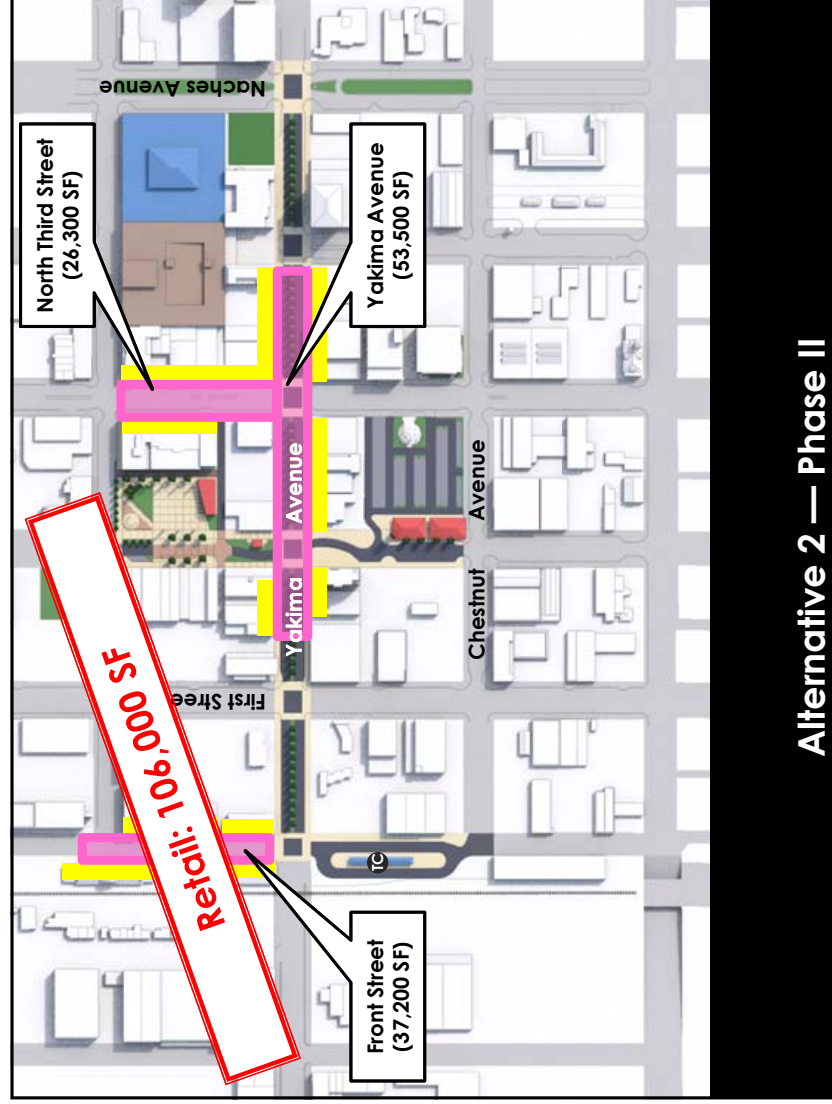 North Third Street
(26,300 SF)
Naches Avenue
Yakima Avenue
(53,500 SF)
Retail: 106,000 SF
Yakima Avenue
First Stree
Chestnut Avenue
TC
Front Street
(37,200 SF)
Alternative 2 — Phase II